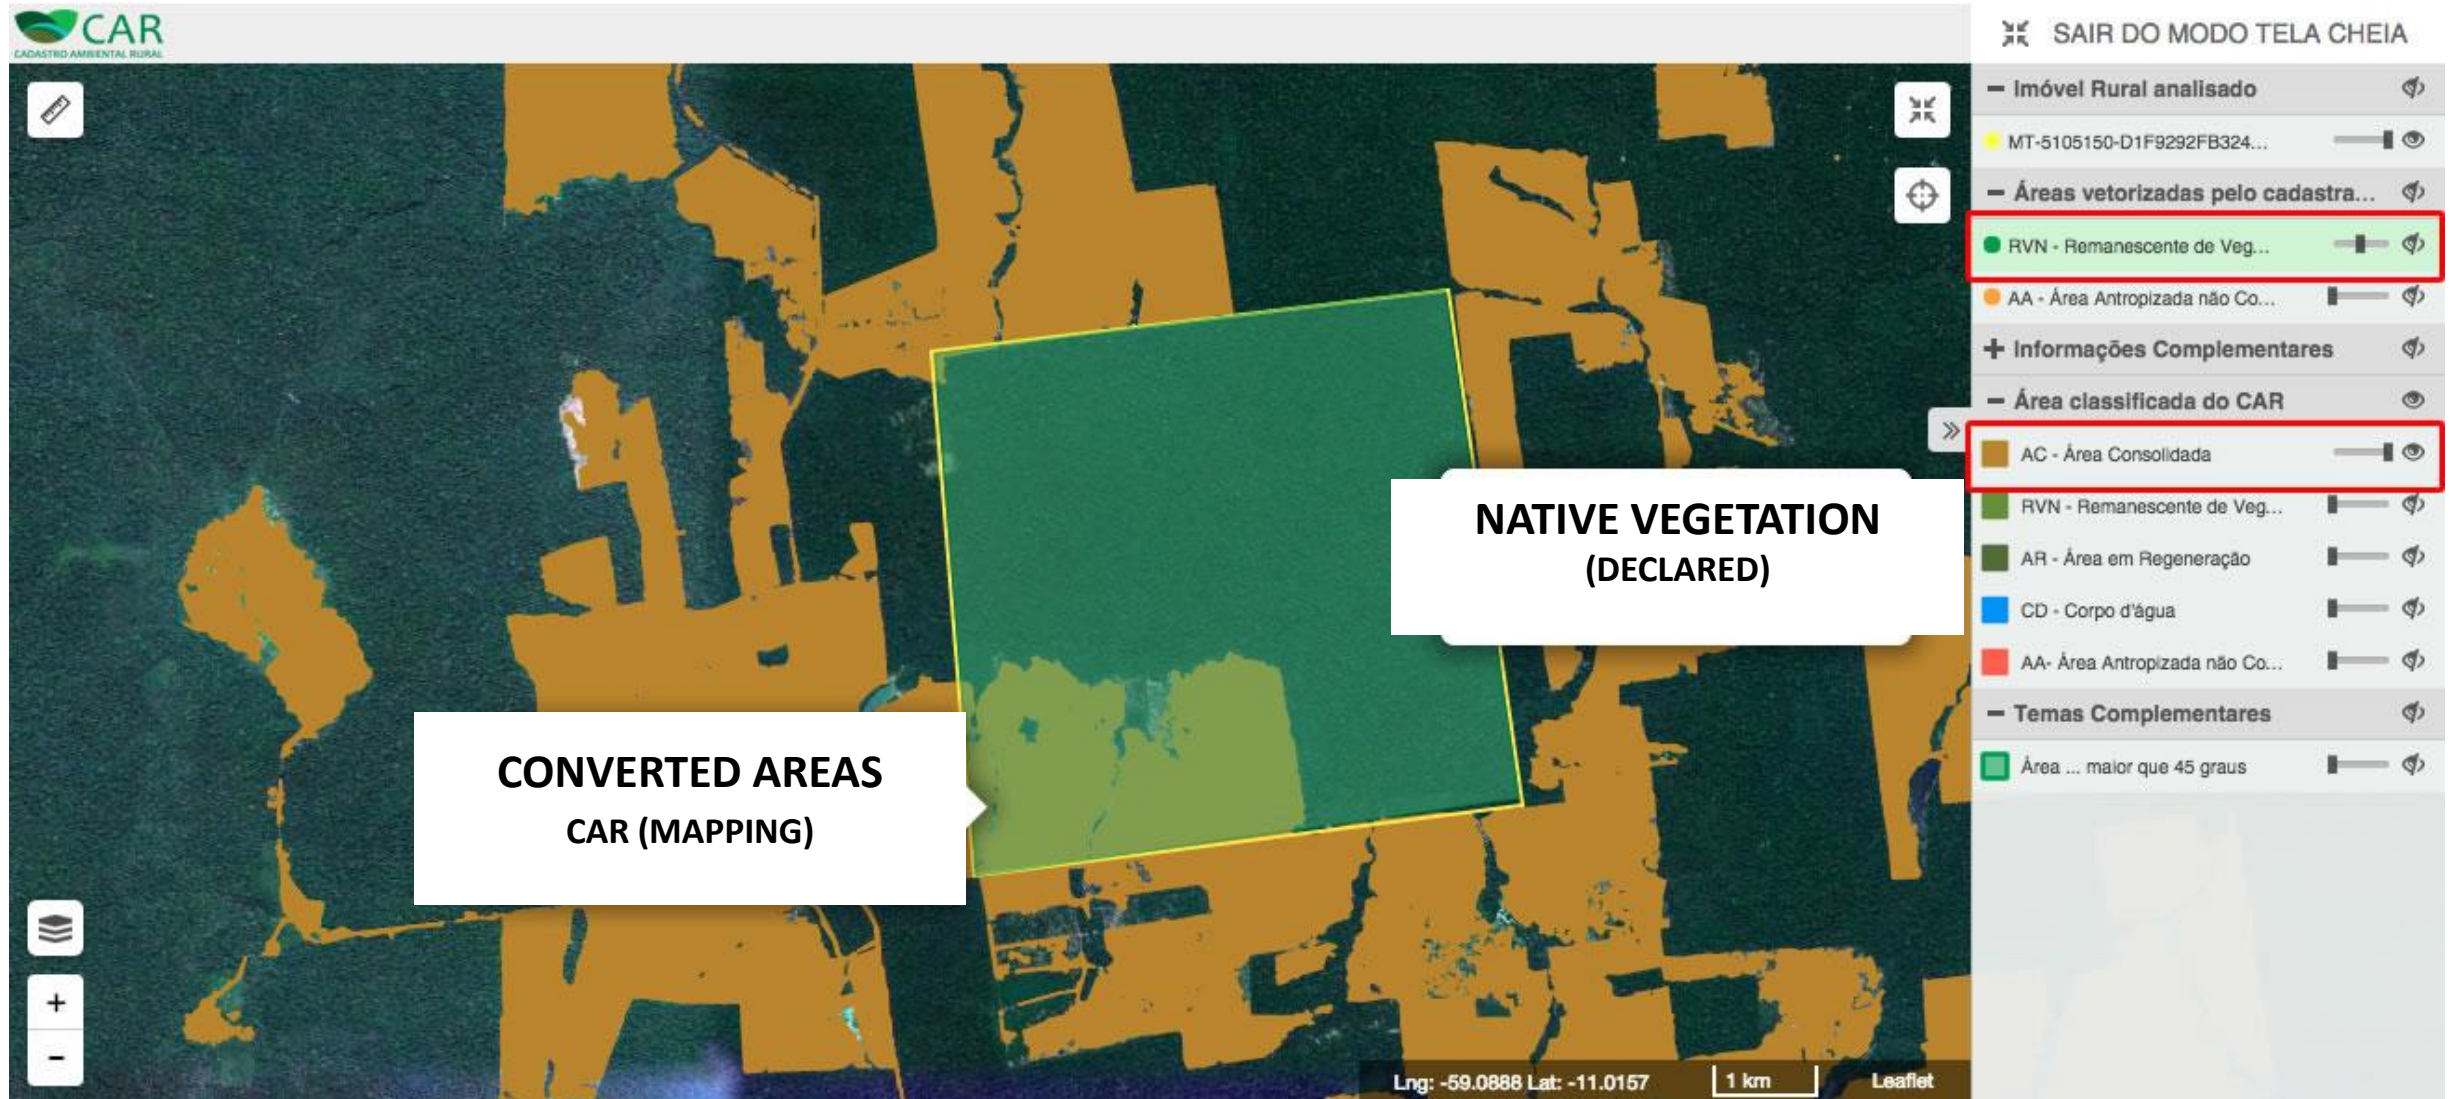 CAR
CADASTRO AMBIENTAL RURAL
SAIR DO MODO TELA CHEIA
Imóvel Rural analisado
MT-5105150-D1F9292FB324...
Áreas vetorizadas pelo cadastra...
RVN - Remanescente de Veg...
AA - Área Antropizada não Co...
Informações Complementares
Área classificada do CAR
AC - Área Consolidada
RVN - Remanescente de Veg...
AR - Área em Regeneração
CD - Corpo d'água
AA- Área Antropizada não Co...
Temas Complementares
Área ... maior que 45 graus
NATIVE VEGETATION
(DECLARED)
CONVERTED AREAS
CAR (MAPPING)
+
-
Lng: -59.0888 Lat: -11.0157
1 km
Leaflet